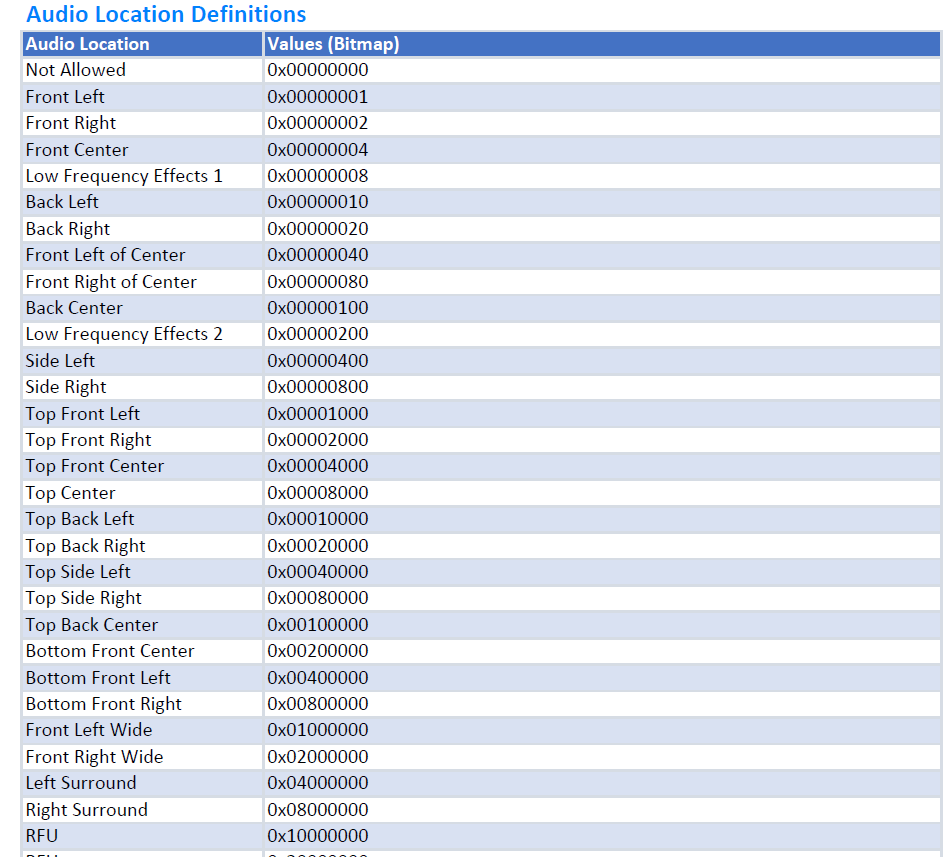 Audio Location Definitions
Audio Location Values (Bitmap)
Not Allowed 0x00000000
Front Left 0x00000001
Front Right 0x00000002
Front Center 0x00000004
Low Frequency Effects 1 0x00000008
Back Left 0x00000010
Back Right 0x00000020
Front Left of Center 0x00000040
Front Right of Center 0x00000080
Back Center 0x00000100
Low Frequency Effects 2 0x00000200
Side Left 0x00000400
Side Right 0x00000800
Top Front Left 0x00001000
Top Front Right 0x00002000
Top Front Center 0x00004000
Top Center 0x00008000
Top Back Left 0x00010000
Top Back Right 0x00020000
Top Side Left 0x00040000
Top Side Right 0x00080000
Top Back Center 0x00100000
Bottom Front Center 0x00200000
Bottom Front Left 0x00400000
Bottom Front Right 0x00800000
Front Left Wide 0x01000000
Front Right Wide 0x02000000
Left Surround 0x04000000
Right Surround 0x08000000
RFU 0x10000000